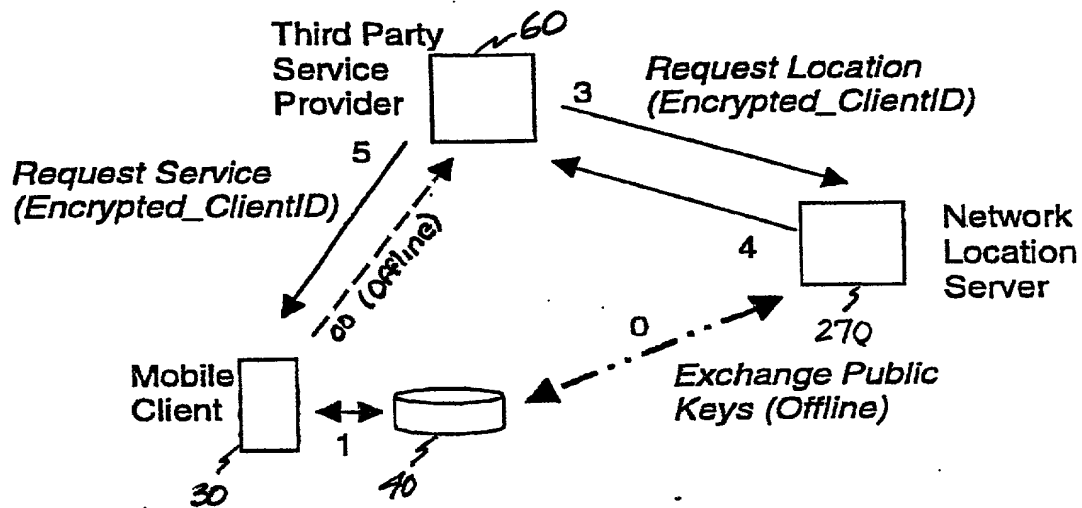 Third Party
Service
Provider
60
Request Location
(Encrypted_ClientID)
3
5
Request Service
(Encrypted_ClientID)
00 (Offline)
4
Network
Location
Server
270
0
Exchange Public
Keys (Offline)
Mobile
Client
1
30
40